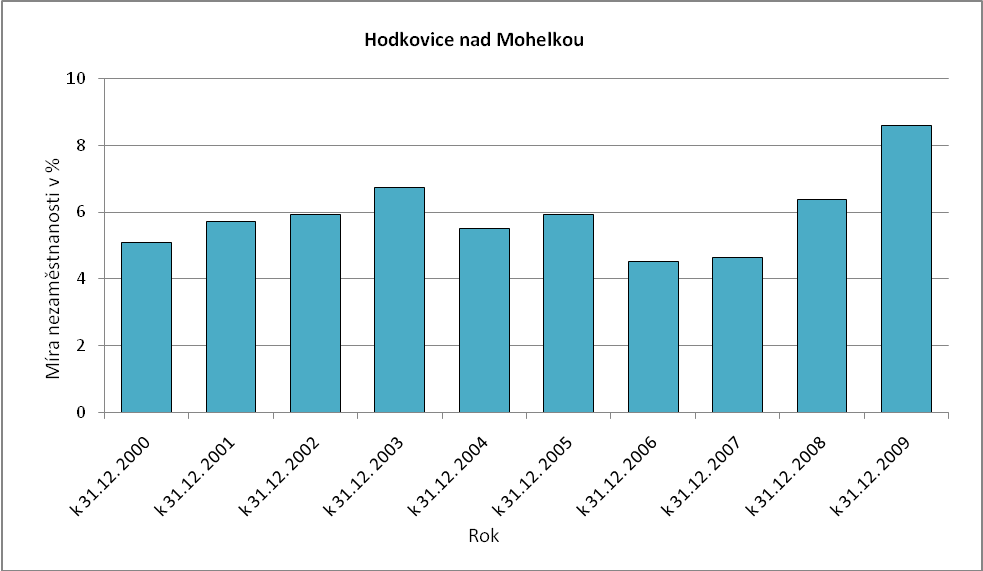 Hodkovice nad Mohelkou
Míra nezaměstnanosti v %
10
8
6
4
2
0
k 31.12. 2000
k 31.12. 2001
k 31.12. 2002
k 31.12. 2003
k 31.12. 2004
k 31.12. 2005
k 31.12. 2006
k 31.12. 2007
k 31.12. 2008
k 31.12. 2009
Rok